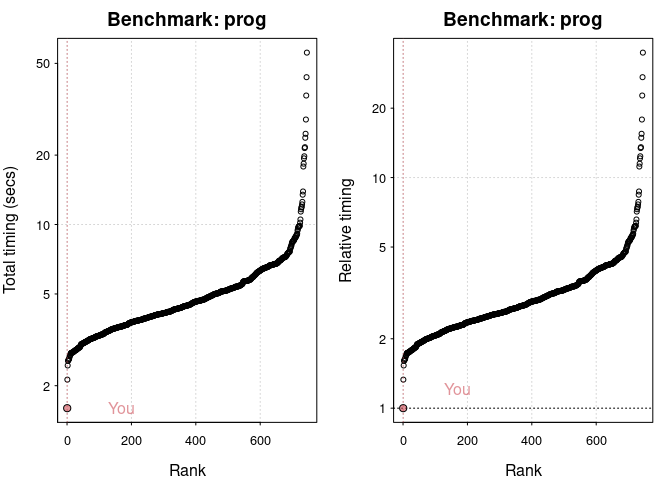 Benchmark: prog
Total timing (secs)
50
20
10
5
2
You
0
200
400
600
Rank
Benchmark: prog
Relative timing
20
10
5
2
1
You
0
200
400
600
Rank